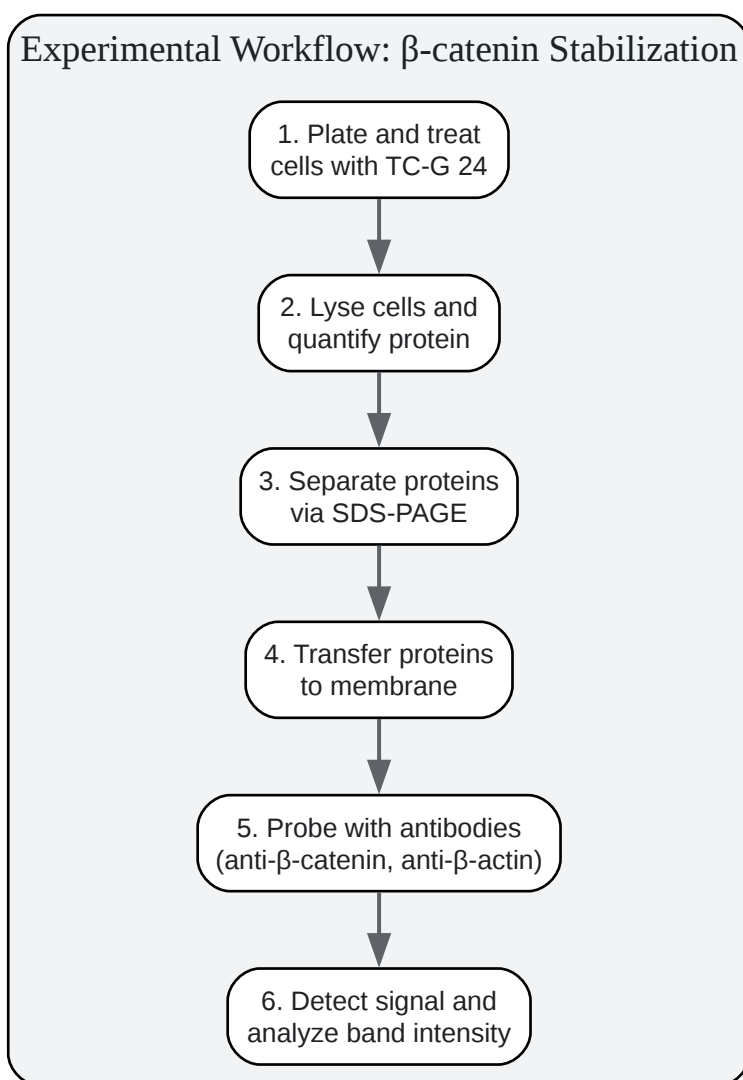 Experimental Workflow: β-catenin Stabilization
1. Plate and treat
cells with TC-G 24
2. Lyse cells and
quantify protein
3. Separate proteins
via SDS-PAGE
4. Transfer proteins
to membrane
5. Probe with antibodies
(anti-β-catenin, anti-β-actin)
6. Detect signal and
analyze band intensity